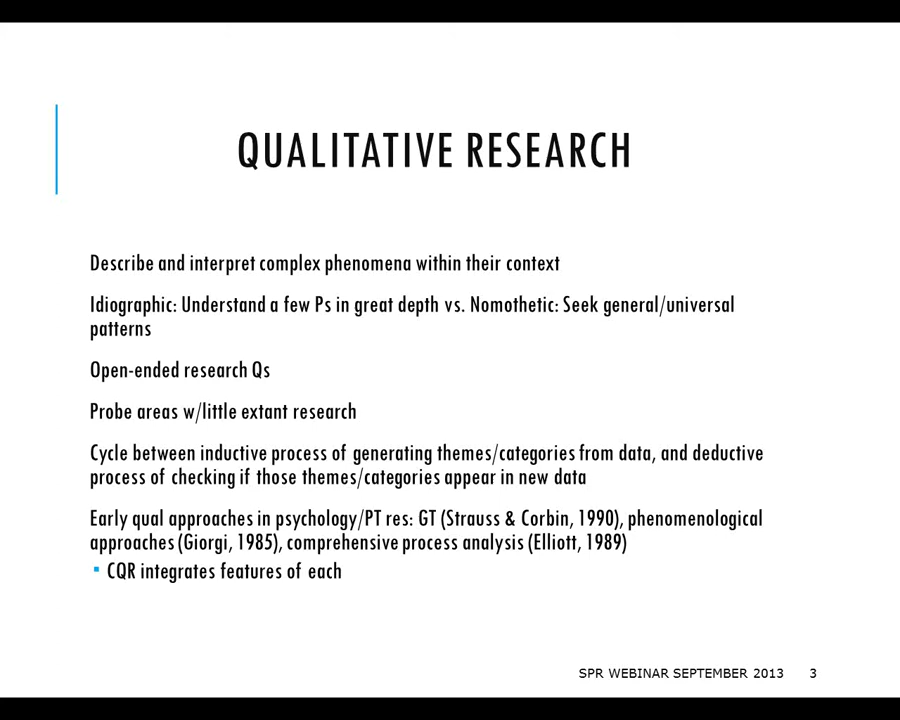 QUALITATIVE RESEARCH
Describe and interpret complex phenomena within their context
Idiographic: Understand a few Ps in great depth vs. Nomothetic: Seek general/universal
patterns
Open-ended research Qs
Probe areas w/little extant research
Cycle between inductive process of generating themes/categories from data, and deductive
process of checking if those themes/categories appear in new data
Early qual approaches in psychology/PT res: GT (Strauss & Corbin, 1990), phenomenological
approaches (Giorgi, 1985), comprehensive process analysis (Elliott, 1989)
▪ CQR integrates features of each
SPR WEBINAR SEPTEMBER 2013 3